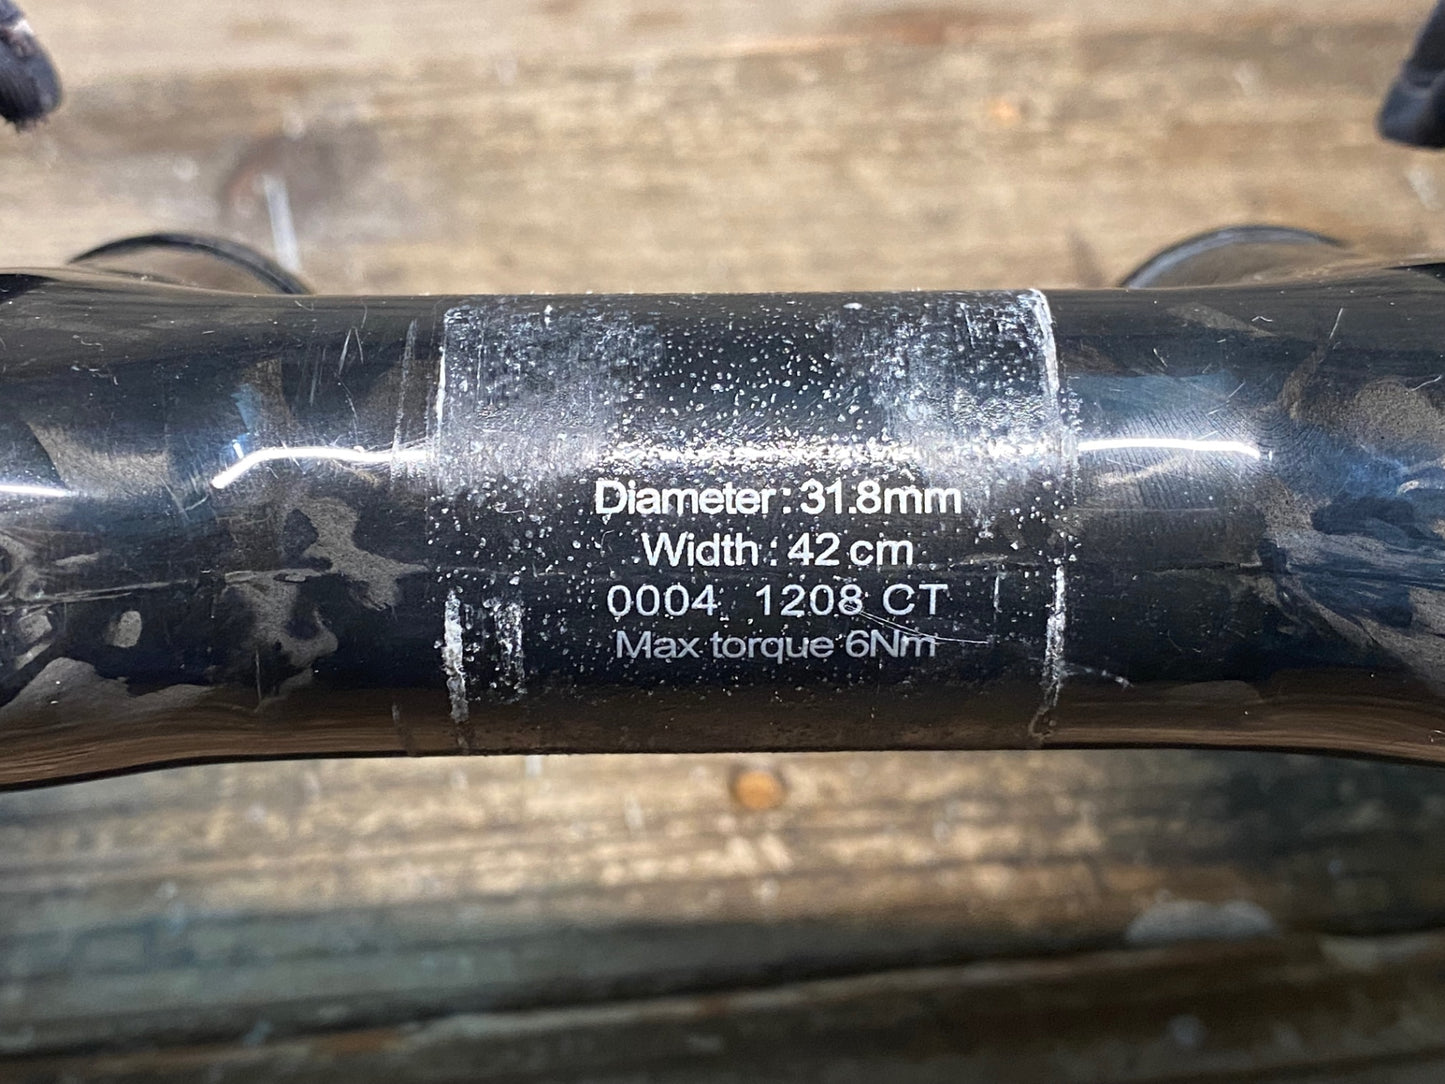 Diameter : 31.8mm
Width : 42 cm
0004 1208 CT
Max torque 6Nm